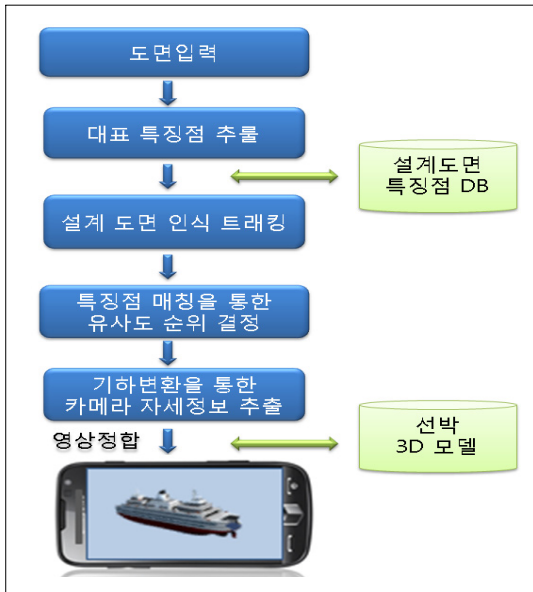 도면입력
대표 특징점 추출
설계도면
특징점 DB
설계 도면 인식 트래킹
특징점 매칭을 통한
유사도 순위 결정
기하변환을 통한
카메라 자세정보 추출
영상정합
선박
3D 모델